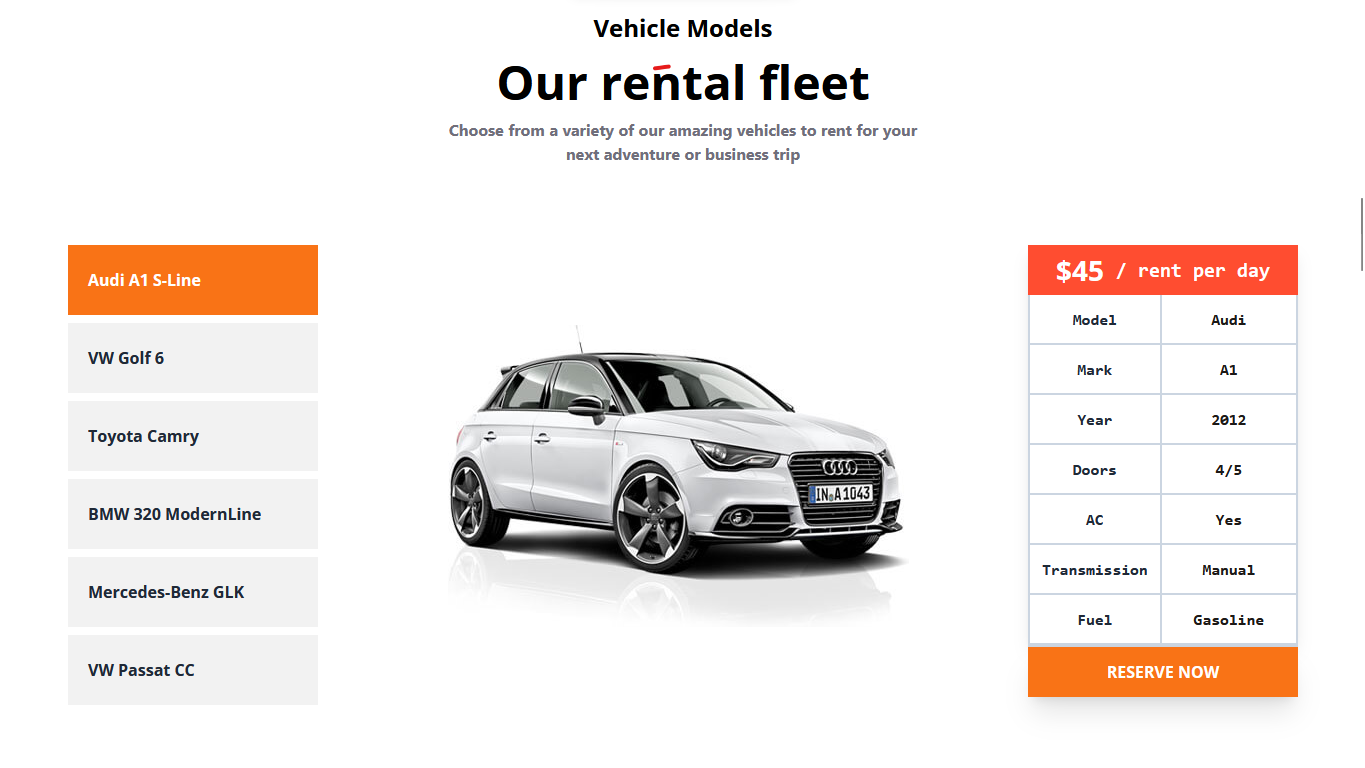 Vehicle Models
Our rental fleet
Choose from a variety of our amazing vehicles to rent for your
next adventure or business trip
Audi A1 S-Line
VW Golf 6
Toyota Camry
BMW 320 ModernLine
Mercedes-Benz GLK
VW Passat CC
IN A 1043
$45 / rent per day
Model Audi
Mark A1
Year 2012
Doors 4/5
AC Yes
Transmission Manual
Fuel Gasoline
RESERVE NOW